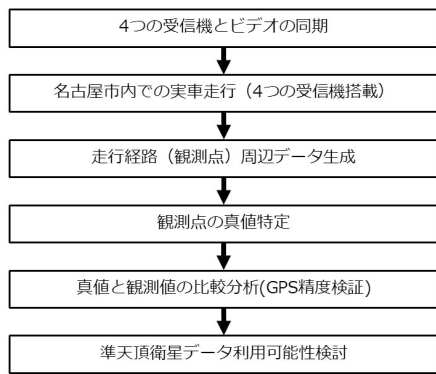 4つの受信機とビデオの同期
名古屋市内での実車走行（4つの受信機搭載）
走行経路（観測点）周辺データ生成
観測点の真値特定
真値と観測値の比較分析(GPS精度検証)
準天頂衛星データ利用可能性検討